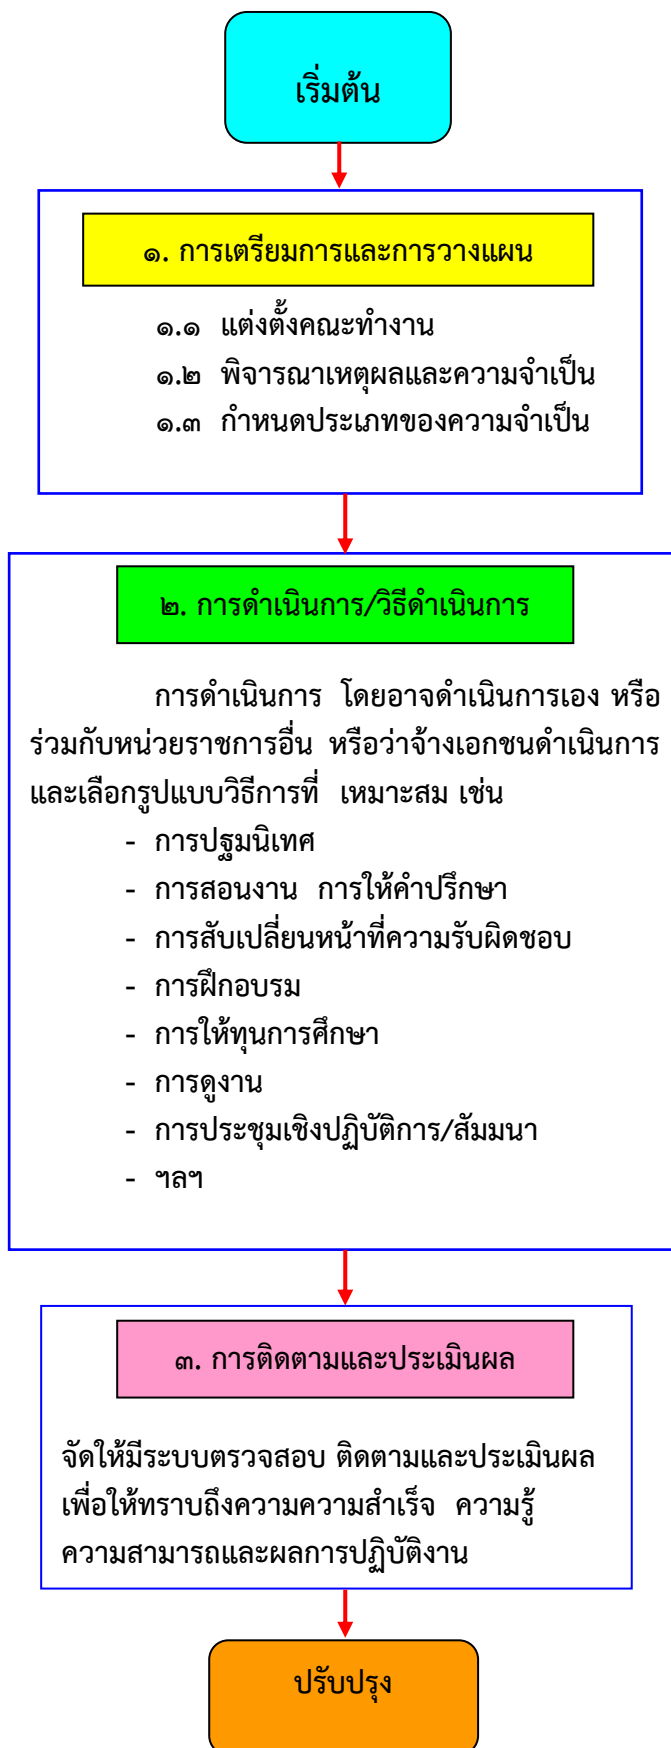 เริ่มต้น
๑. การเตรียมการและการวางแผน
๑.๑ แต่งตั้งคณะทำงาน
๑.๒ พิจารณาเหตุผลและความจำเป็น
๑.๓ กำหนดประเภทของความจำเป็น
๒. การดำเนินการ/วิธีดำเนินการ
การดำเนินการ โดยอาจดำเนินการเอง หรือ
ร่วมกับหน่วยราชการอื่น หรือว่าจ้างเอกชนดำเนินการ
และเลือกรูปแบบวิธีการที่ เหมาะสม เช่น
- การปฐมนิเทศ
- การสอนงาน การให้คำปรึกษา
- การสับเปลี่ยนหน้าที่ความรับผิดชอบ
- การฝึกอบรม
- การให้ทุนการศึกษา
- การดูงาน
- การประชุมเชิงปฏิบัติการ/สัมมนา
- ฯลฯ
๓. การติดตามและประเมินผล
จัดให้มีระบบตรวจสอบ ติดตามและประเมินผล
เพื่อให้ทราบถึงความความสำเร็จ ความรู้
ความสามารถและผลการปฏิบัติงาน
ปรับปรุง